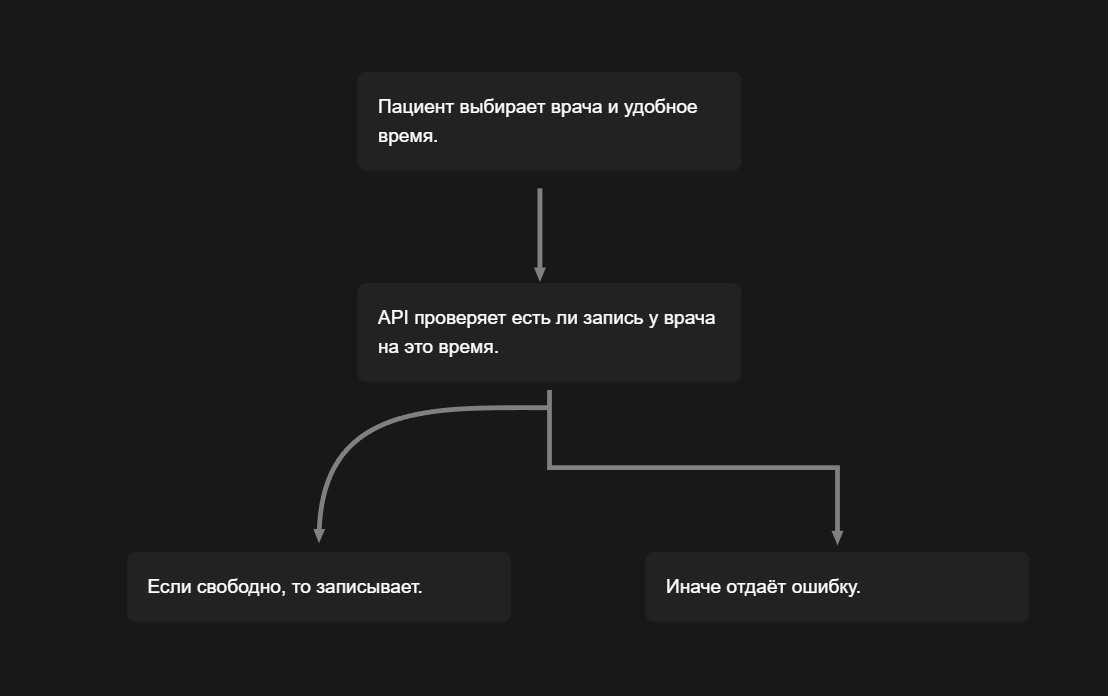 Пациент выбирает врача и удобное
время.
API проверяет есть ли запись у врача
на это время.
Если свободно, то записывает.
Иначе отдаёт ошибку.